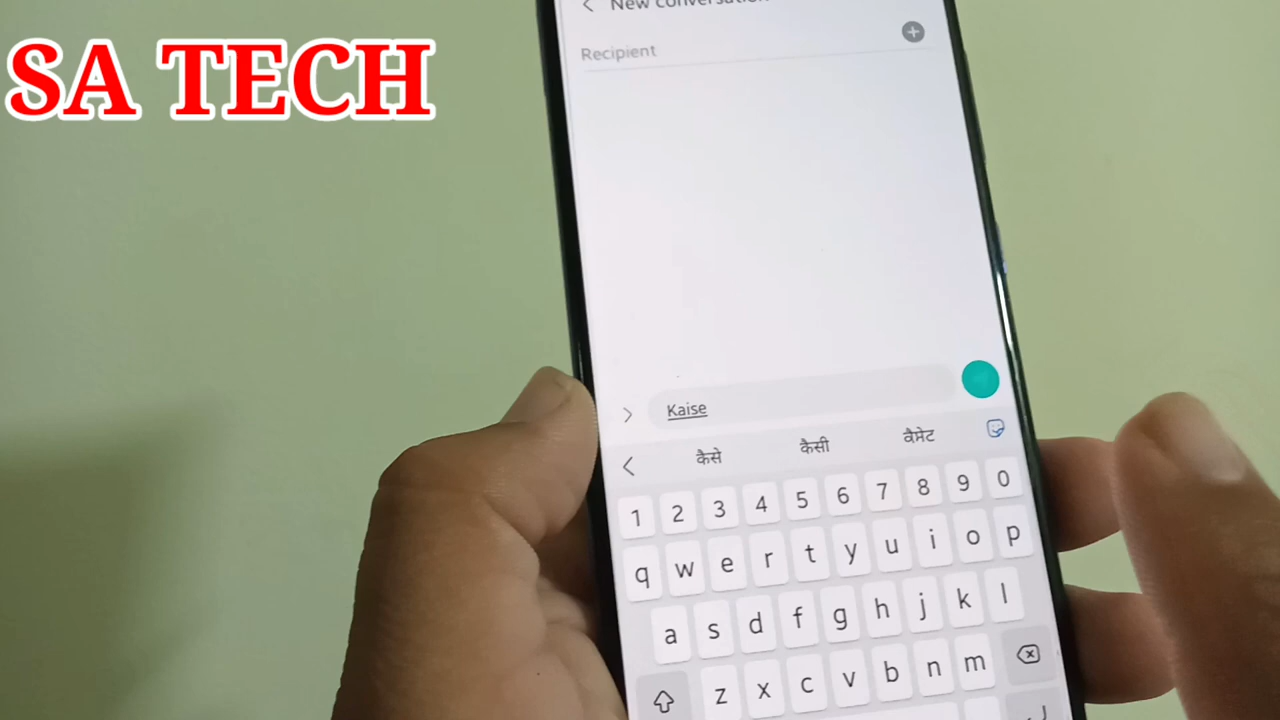 SA TECH
New conversation
Recipient
Kaise
कैसे कैसी वैमेट
1 2 3 4 5 6 7 8 9 0
q w e r t y u i o p
a s d f g h j k l
z x c v b n m